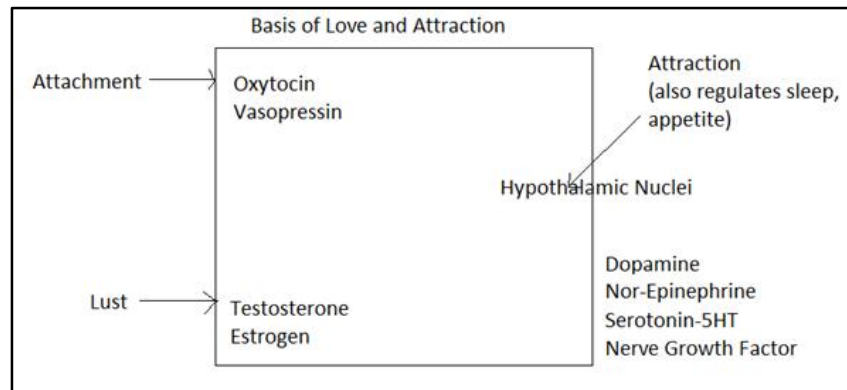 Basis of Love and Attraction
Attachment
Oxytocin
Vasopressin
Attraction
(also regulates sleep,
appetite)
Hypothalamic Nuclei
Lust
Testosterone
Estrogen
Dopamine
Nor-Epinephrine
Serotonin-5HT
Nerve Growth Factor